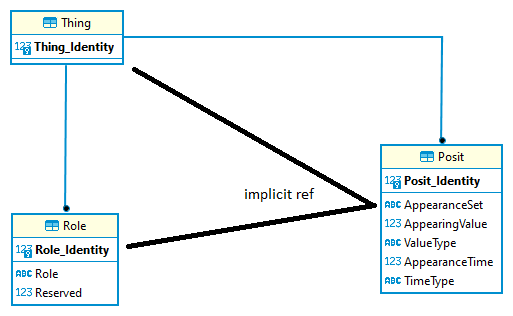 Thing
123 Thing_Identity
implicit ref
Posit
123 Posit_Identity
ABC AppearanceSet
123 AppearingValue
ABC ValueType
123 AppearanceTime
ABC TimeType
Role
123 Role_Identity
ABC Role
123 Reserved